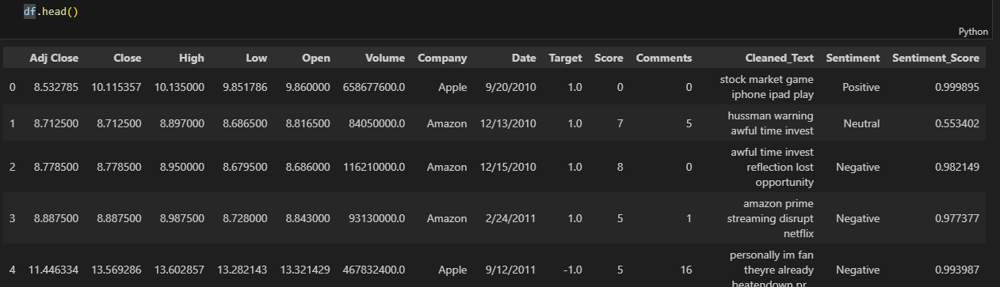 df.head()
Python
Adj Close Close High Low Open Volume Company Date Target Score Comments Cleaned_Text Sentiment Sentiment_Score
0 8.532785 10.115357 10.135000 9.851786 9.860000 658677600.0 Apple 9/20/2010 1.0 0 0 stock market game iphone ipad play Positive 0.999895
1 8.712500 8.712500 8.897000 8.686500 8.816500 84050000.0 Amazon 12/13/2010 1.0 7 5 hussman warning awful time invest Neutral 0.553402
2 8.778500 8.778500 8.950000 8.679500 8.686000 116210000.0 Amazon 12/15/2010 1.0 8 0 awful time invest reflection lost opportunity Negative 0.982149
3 8.887500 8.887500 8.987500 8.728000 8.843000 93130000.0 Amazon 2/24/2011 1.0 5 1 amazon prime streaming disrupt netflix Negative 0.977377
4 11.446334 13.569286 13.602857 13.282143 13.321429 467832400.0 Apple 9/12/2011 -1.0 5 16 personally im fan theyre already beatendown pr... Negative 0.993987